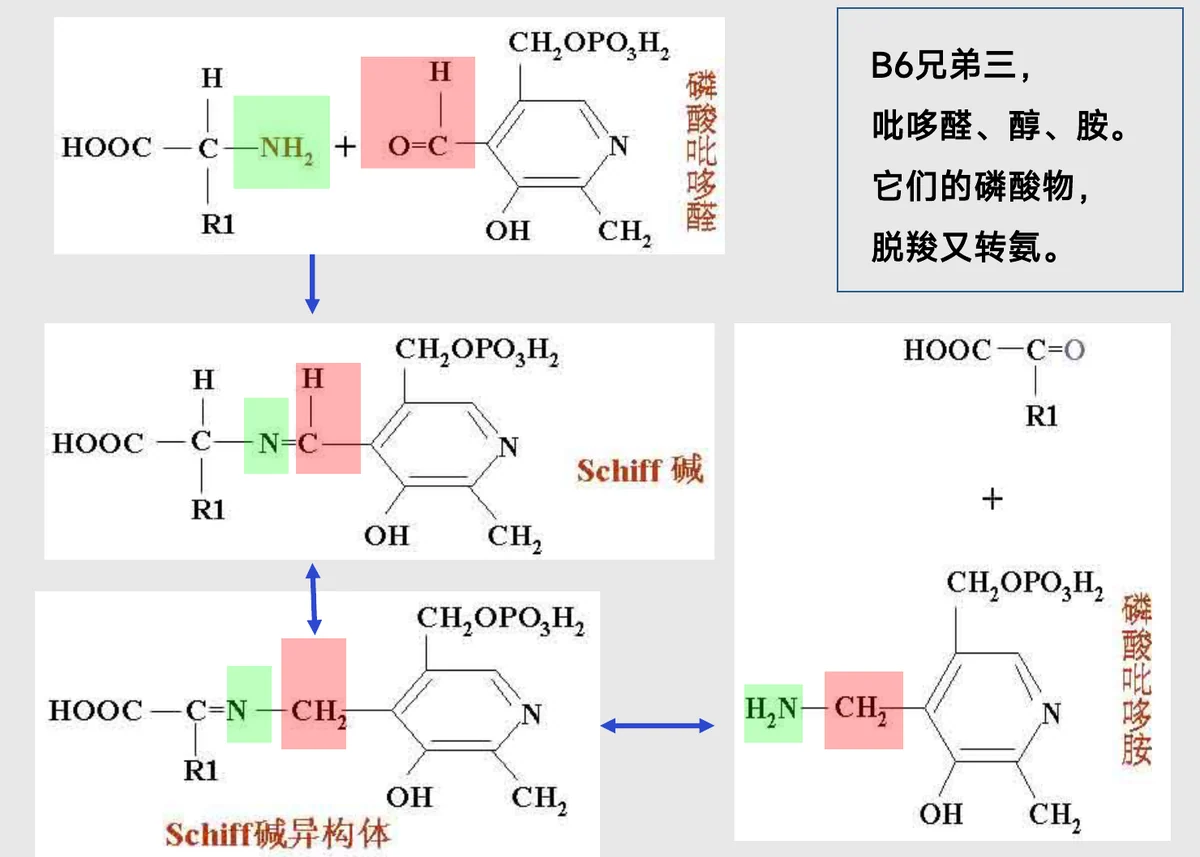 CH₂OPO₃H₂
H
H
HOOC—C—NH₂ + O=C
N
R1
OH
CH₂
磷酸吡哆醛
B6兄弟三，
吡哆醛、醇、胺。
它们的磷酸物，
脱羧又转氨。
CH₂OPO₃H₂
H
H
HOOC—C—N=C
N
R1
OH
CH₂
Schiff 碱
CH₂OPO₃H₂
HOOC—C=N—CH₂
N
R1
OH
CH₂
Schiff碱异构体
HOOC—C=O
R1
+
CH₂OPO₃H₂
H₂N—CH₂
N
OH
CH₂
磷酸吡哆胺